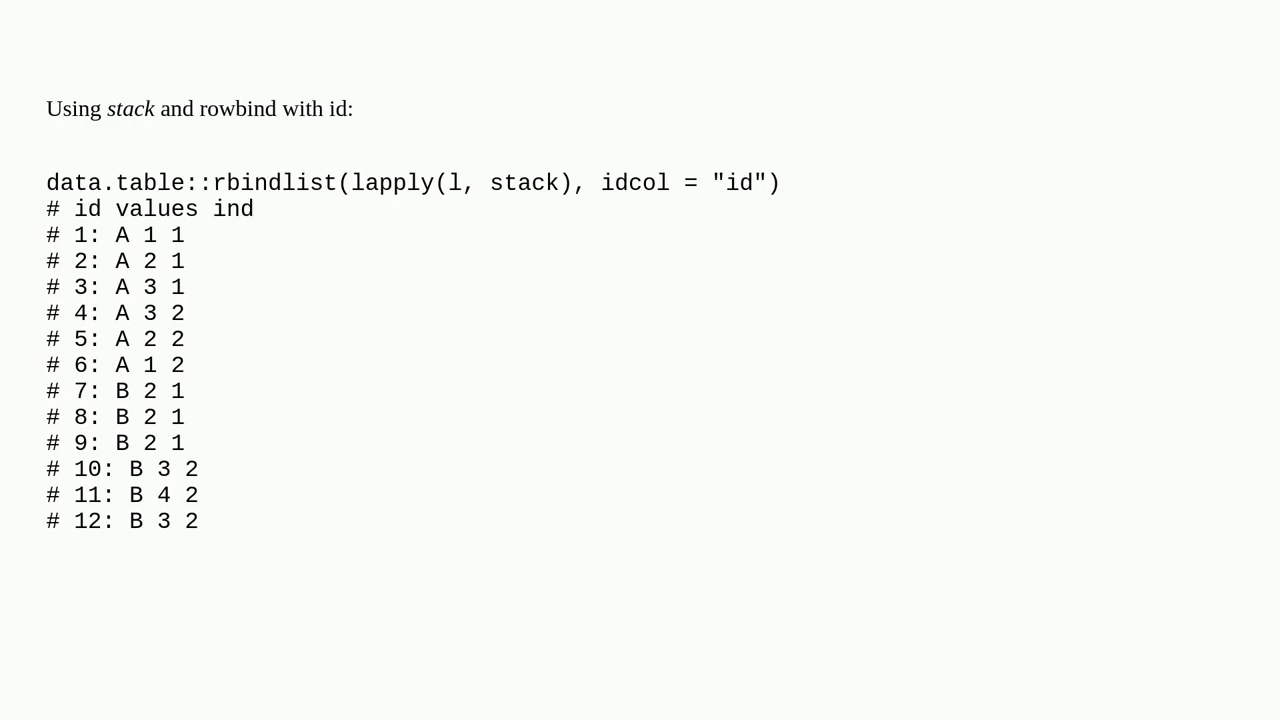 Using stack and rowbind with id:
data.table::rbindlist(lapply(l, stack), idcol = "id")
# id values ind
# 1: A 1 1
# 2: A 2 1
# 3: A 3 1
# 4: A 3 2
# 5: A 2 2
# 6: A 1 2
# 7: B 2 1
# 8: B 2 1
# 9: B 2 1
# 10: B 3 2
# 11: B 4 2
# 12: B 3 2